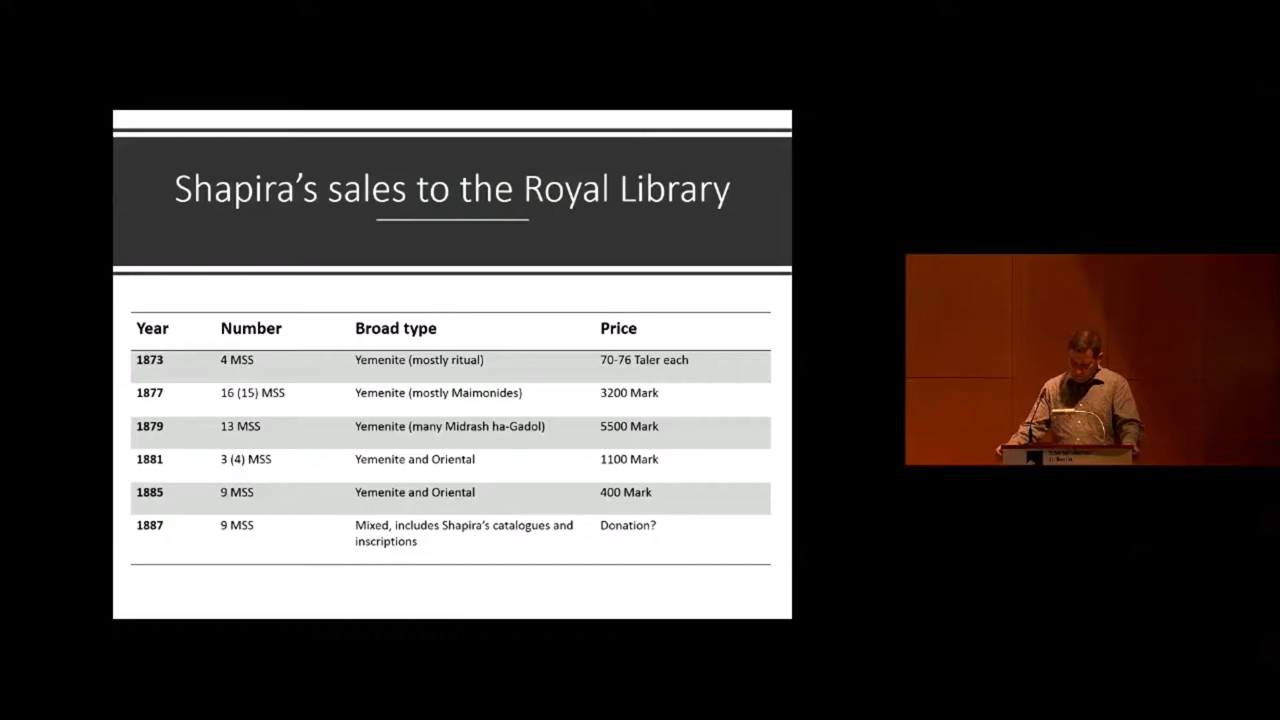 Shapira’s sales to the Royal Library
Year Number Broad type Price
1873 4 MSS Yemenite (mostly ritual) 70-76 Taler each
1877 16 (15) MSS Yemenite (mostly Maimonides) 3200 Mark
1879 13 MSS Yemenite (many Midrash ha-Gadol) 5500 Mark
1881 3 (4) MSS Yemenite and Oriental 1100 Mark
1885 9 MSS Yemenite and Oriental 400 Mark
1887 9 MSS Mixed, includes Shapira’s catalogues and Donation?
inscriptions